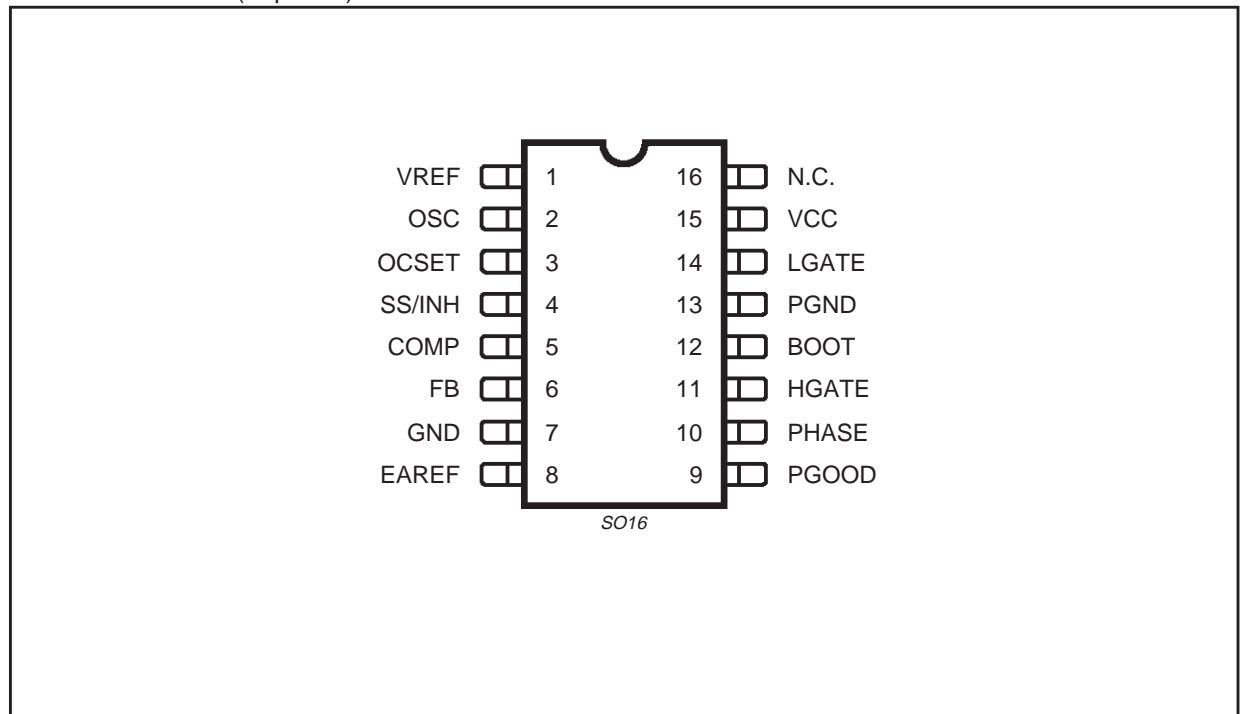 VREF 1 16 N.C.
OSC 2 15 VCC
OCSET 3 14 LGATE
SS/INH 4 13 PGND
COMP 5 12 BOOT
FB 6 11 HGATE
GND 7 10 PHASE
EAREF 8 9 PGOOD
SO16